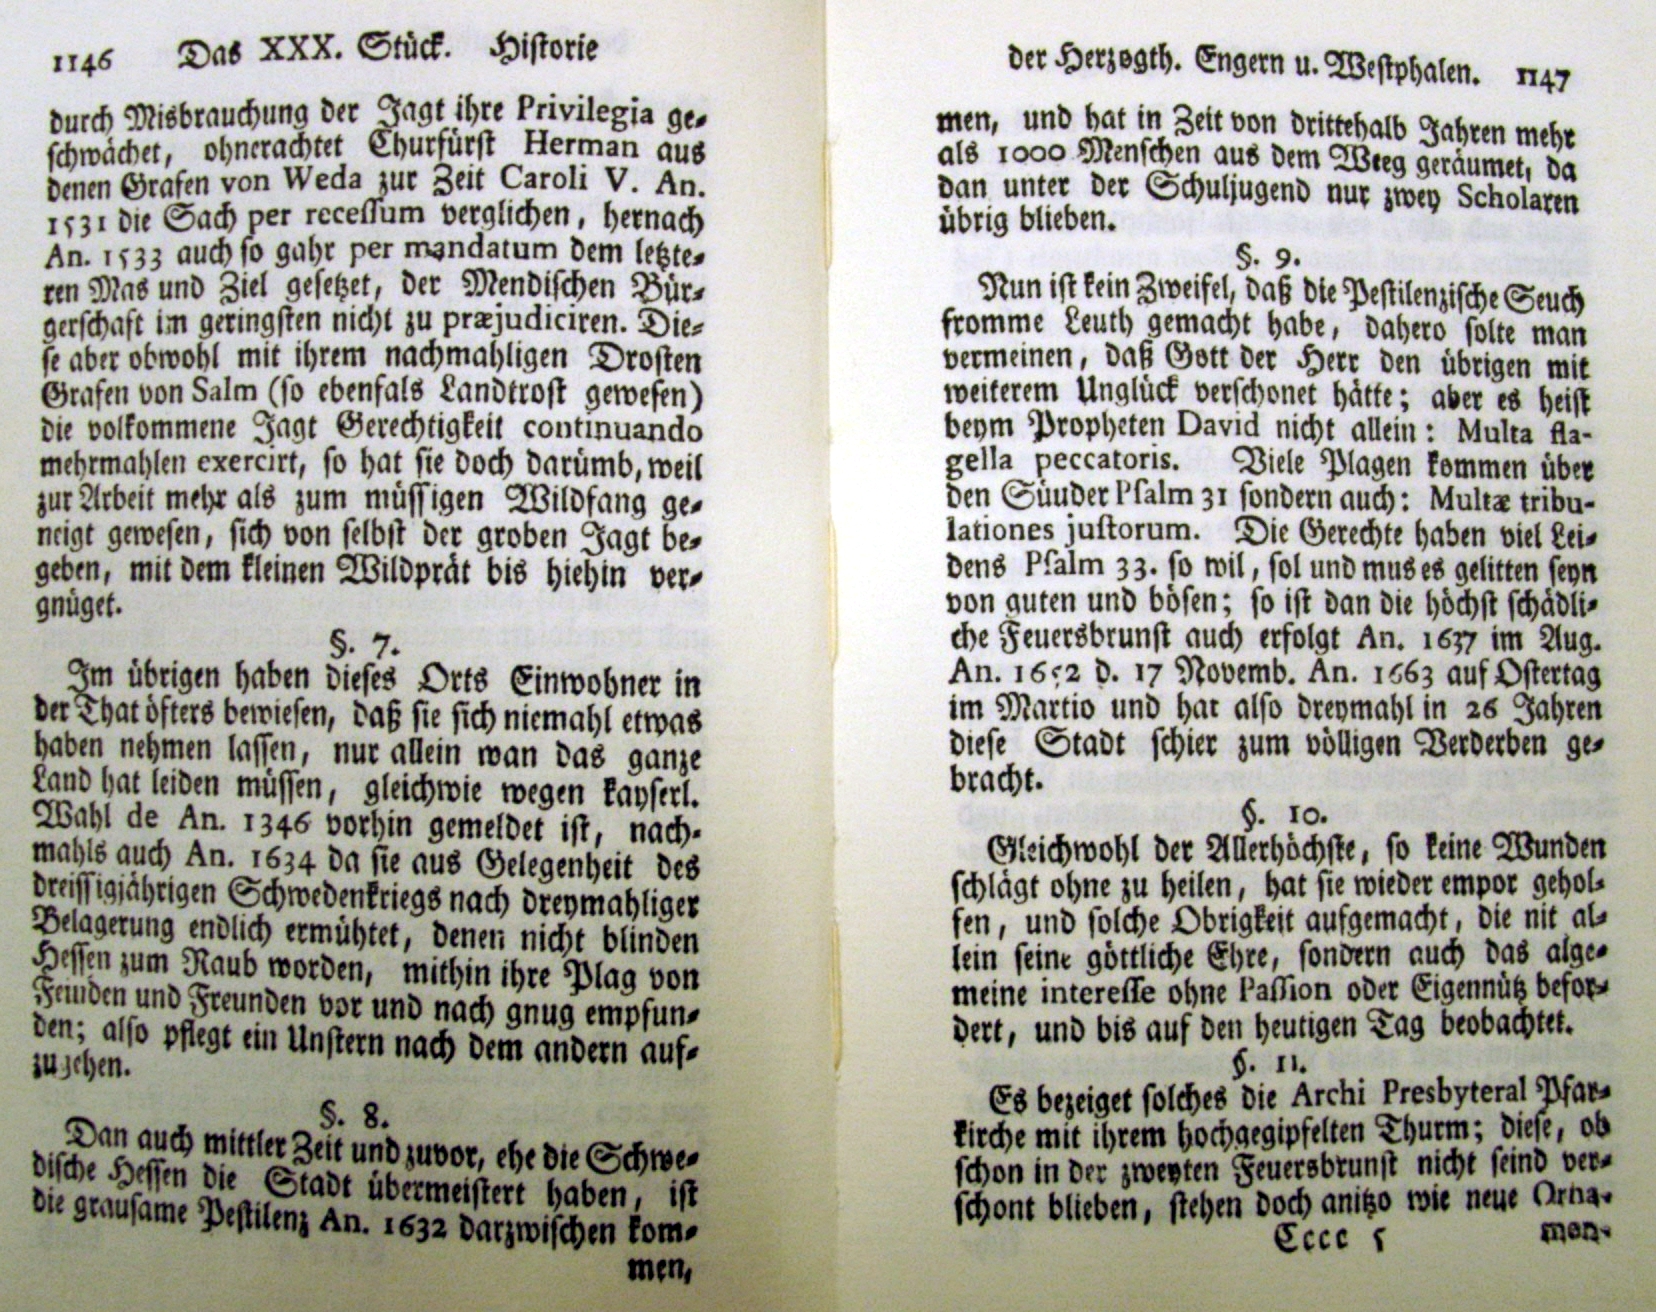 1146 Das XXX. Stück. Historie
durch Misbrauchung der Jagt ihre Privilegia ge-
schwächet, ohnerachtet Churfürst Herman aus
denen Grafen von Weda zur Zeit Caroli V. An.
1531 die Sach per recessum verglichen, hernach
An. 1533 auch so gahr per mandatum dem letzte-
ren Mas und Ziel gesetzet, der Mendischen Bür-
gerschaft im geringsten nicht zu præjudiciren. Die-
se aber obwohl mit ihrem nachmahligen Drosten
Grafen von Salm (so ebenfals Landtrost gewesen)
die volkommene Jagt Gerechtigkeit continuando
mehrmahlen exercirt, so hat sie doch darümb, weil
zur Arbeit mehr als zum müssigen Wildfang ge-
neigt gewesen, sich von selbst der groben Jagt be-
geben, mit dem kleinen Wildprät bis hiehin ver-
gnüget.
§. 7.
Im übrigen haben dieses Orts Einwohner in
der That öfters bewiesen, daß sie sich niemahl etwas
haben nehmen lassen, nur allein wan das ganze
Land hat leiden müssen, gleichwie wegen kayserl.
Wahl de An. 1346 vorhin gemeldet ist, nach-
mahls auch An. 1634 da sie aus Gelegenheit des
dreissigjährigen Schwedenkriegs nach dreymahliger
Belagerung endlich ermühtet, denen nicht blinden
Hessen zum Raub worden, mithin ihre Plag von
Feinden und Freunden vor und nach gnug empfun-
den; also pflegt ein Unstern nach dem andern auf-
zugehen.
§. 8.
Dan auch mittler Zeit und zuvor, ehe die Schwe-
dische Hessen die Stadt übermeistert haben, ist
die grausame Pestilenz An. 1632 darzwischen kom-
men,
der Herzogth. Engern u. Westphalen. 1147
men, und hat in Zeit von drittehalb Jahren mehr
als 1000 Menschen aus dem Weeg geräumet, da
dan unter der Schuljugend nur zwey Scholaren
übrig blieben.
§. 9.
Nun ist kein Zweifel, daß die Pestilenzische Seuch
fromme Leuth gemacht habe, dahero solte man
vermeinen, daß Gott der Herr den übrigen mit
weiterem Unglück verschonet hätte; aber es heist
beym Propheten David nicht allein: Multa fla-
gella peccatoris. Viele Plagen kommen über
den Süuder Psalm 31 sondern auch: Multæ tribu-
lationes justorum. Die Gerechte haben viel Lei-
dens Psalm 33. so wil, sol und mus es gelitten seyn
von guten und bösen; so ist dan die höchst schädli-
che Feuersbrunst auch erfolgt An. 1637 im Aug.
An. 1652 d. 17 Novemb. An. 1663 auf Ostertag
im Martio und hat also dreymahl in 26 Jahren
diese Stadt schier zum völligen Verderben ge-
bracht.
§. 10.
Gleichwohl der Allerhöchste, so keine Wunden
schlägt ohne zu heilen, hat sie wieder empor gehol-
fen, und solche Obrigkeit aufgemacht, die nit al-
lein seine göttliche Ehre, sondern auch das alge-
meine interesse ohne Passion oder Eigennütz befor-
dert, und bis auf den heutigen Tag beobachtet.
§. 11.
Es bezeiget solches die Archi Presbyteral Pfar-
kirche mit ihrem hochgegipfelten Thurm; diese, ob
schon in der zweyten Feuersbrunst nicht seind ver-
schont blieben, stehen doch anitzo wie neue Orna-
Cccc 5 men-